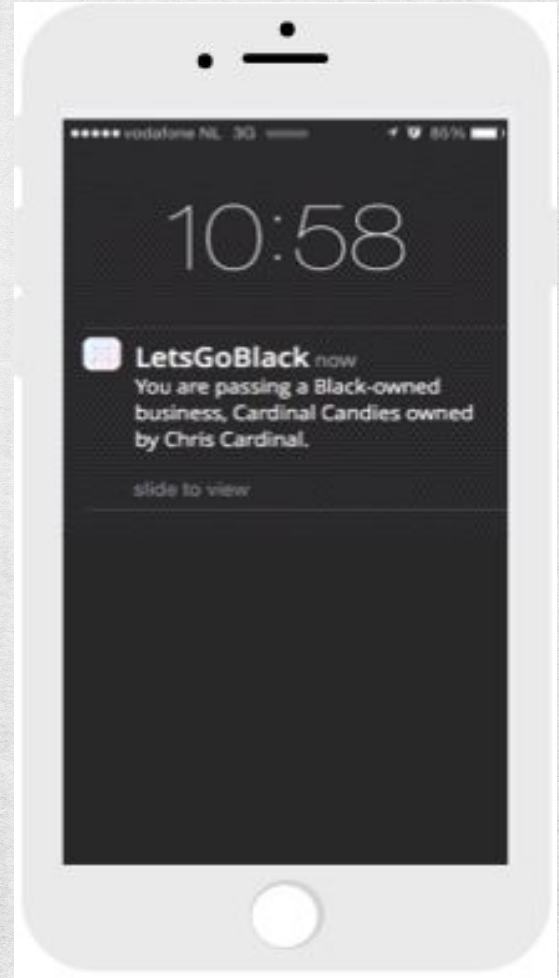 vodafone NL 3G 85%
10:58
LetsGoBlack now
You are passing a Black-owned
business, Cardinal Candies owned
by Chris Cardinal.
slide to view